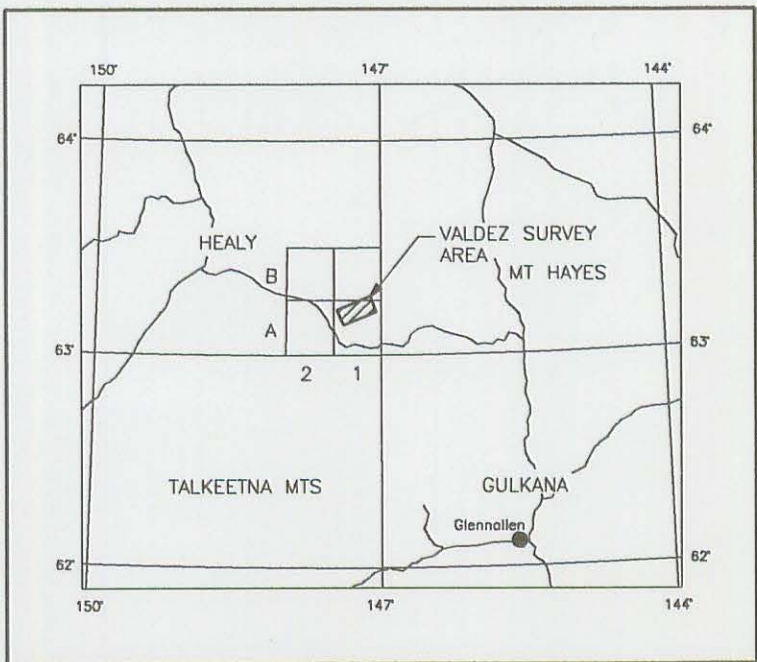 150° 147° 144°
64° 64°
VALDEZ SURVEY
AREA
HEALY
MT HAYES
B
A
63° 63°
2 1
TALKEETNA MTS
GULKANA
Glennallen
62° 62°
150° 147° 144°